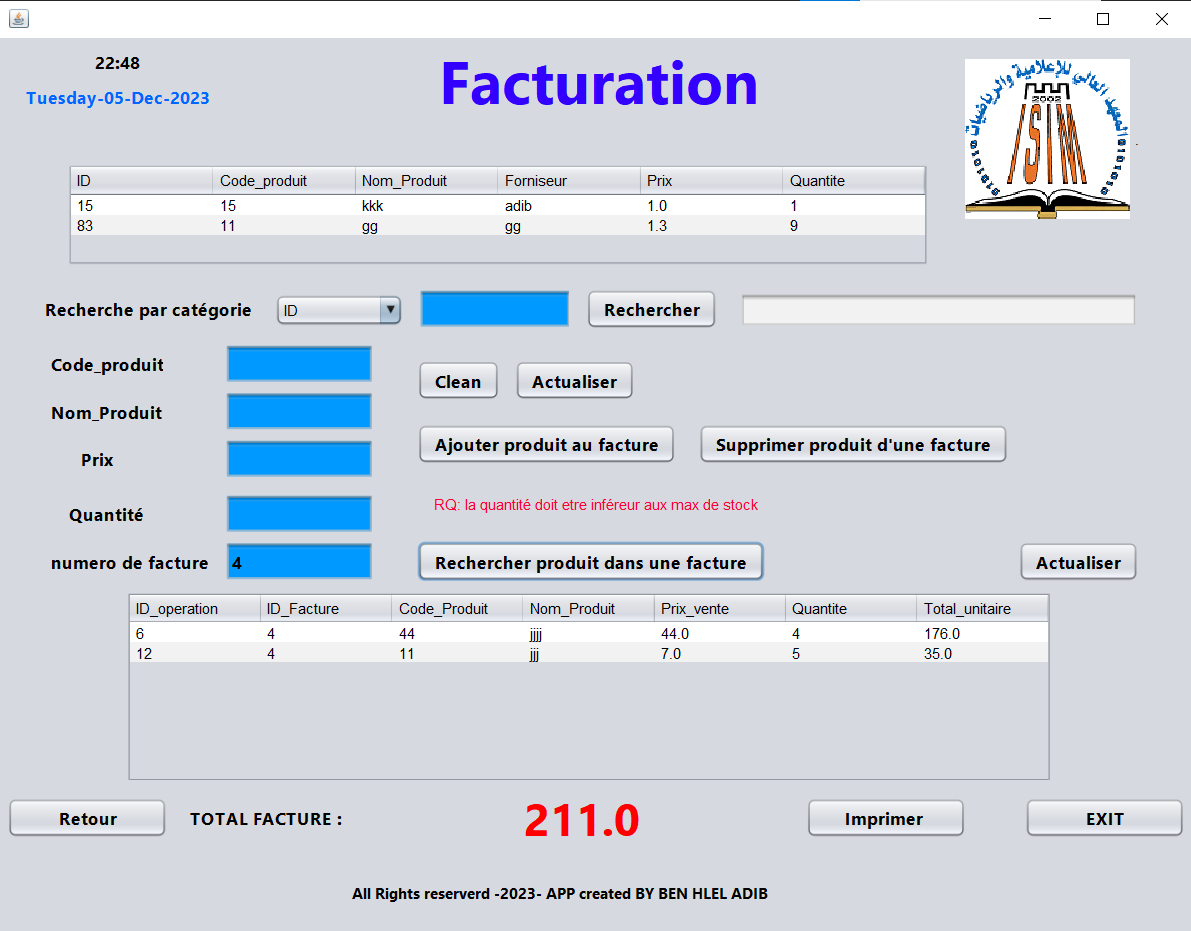 22:48
Facturation
Tuesday-05-Dec-2023
المعهد العالي للإعلامية والرياضيات
2002
ISIM
ID Code_produit Nom_Produit Forniseur Prix Quantite
15 15 kkk adib 1.0 1
83 11 gg gg 1.3 9
Recherche par catégorie ID Rechercher
Code_produit
Clean Actualiser
Nom_Produit
Ajouter produit au facture Supprimer produit d'une facture
Prix
RQ: la quantité doit etre inféreur aux max de stock
Quantité
numero de facture 4 Rechercher produit dans une facture Actualiser
ID_operation ID_Facture Code_Produit Nom_Produit Prix_vente Quantite Total_unitaire
6 4 44 jjjj 44.0 4 176.0
12 4 11 jjj 7.0 5 35.0
Retour TOTAL FACTURE : 211.0 Imprimer EXIT
All Rights reserverd -2023- APP created BY BEN HLEL ADIB